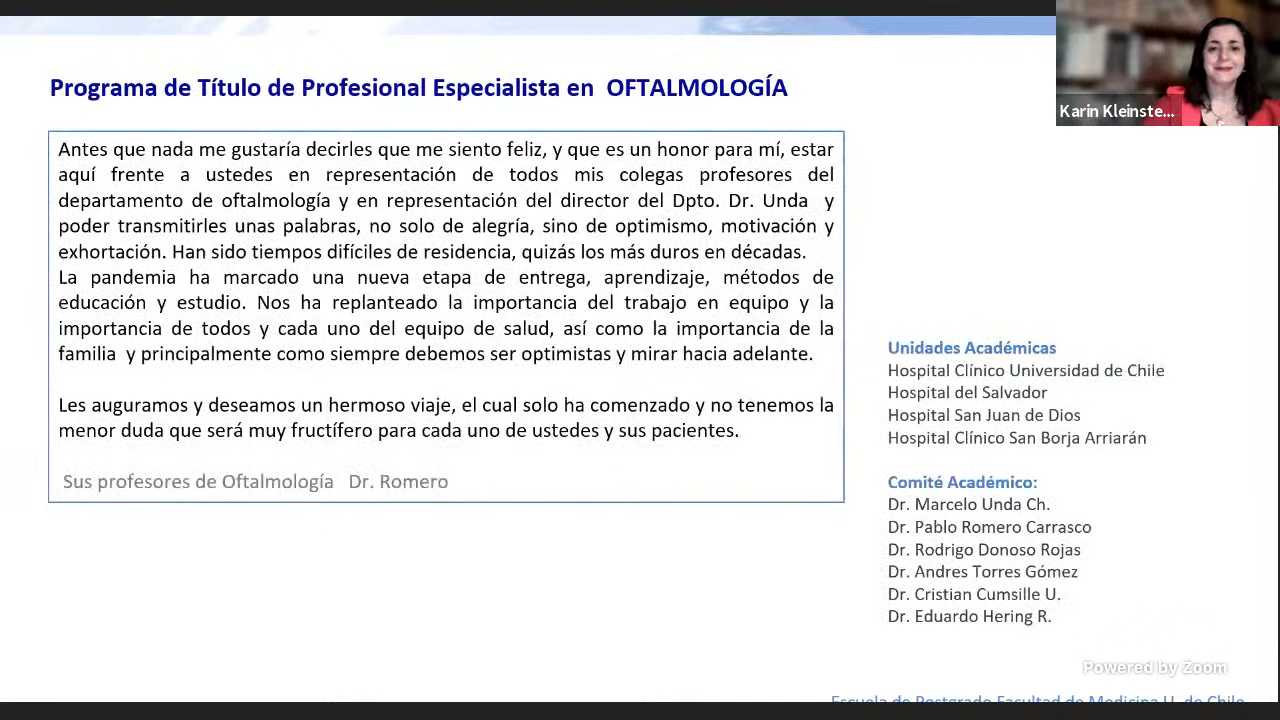 Programa de Título de Profesional Especialista en OFTALMOLOGÍA
Karin Kleinste...
Antes que nada me gustaría decirles que me siento feliz, y que es un honor para mí, estar
aquí frente a ustedes en representación de todos mis colegas profesores del
departamento de oftalmología y en representación del director del Dpto. Dr. Unda y
poder transmitirles unas palabras, no solo de alegría, sino de optimismo, motivación y
exhortación. Han sido tiempos difíciles de residencia, quizás los más duros en décadas.
La pandemia ha marcado una nueva etapa de entrega, aprendizaje, métodos de
educación y estudio. Nos ha replanteado la importancia del trabajo en equipo y la
importancia de todos y cada uno del equipo de salud, así como la importancia de la
familia y principalmente como siempre debemos ser optimistas y mirar hacia adelante.
Les auguramos y deseamos un hermoso viaje, el cual solo ha comenzado y no tenemos la
menor duda que será muy fructífero para cada uno de ustedes y sus pacientes.
Sus profesores de Oftalmología Dr. Romero
Unidades Académicas
Hospital Clínico Universidad de Chile
Hospital del Salvador
Hospital San Juan de Dios
Hospital Clínico San Borja Arriarán
Comité Académico:
Dr. Marcelo Unda Ch.
Dr. Pablo Romero Carrasco
Dr. Rodrigo Donoso Rojas
Dr. Andres Torres Gómez
Dr. Cristian Cumsille U.
Dr. Eduardo Hering R.
Powered by Zoom
Escuela de Postgrado Facultad de Medicina U. de Chile